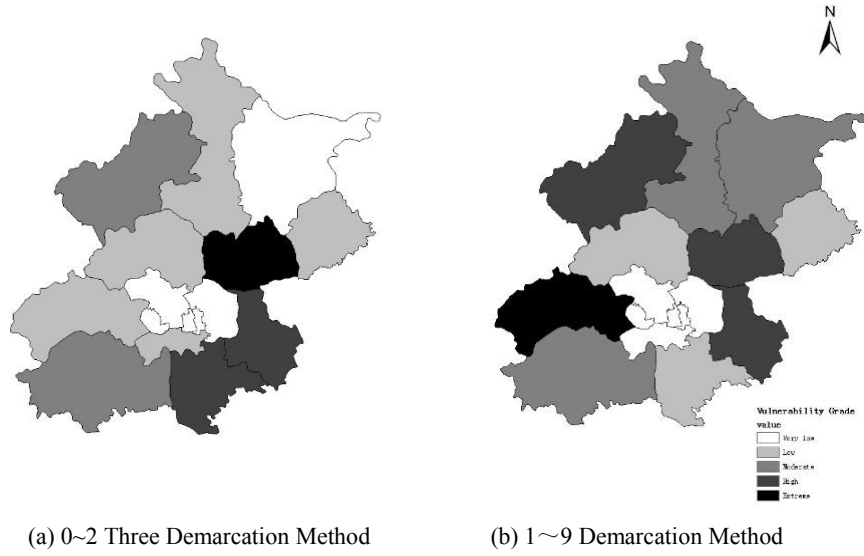 N
Vulnerability Grade
value
Very low
Low
Moderate
High
Extreme
(a) 0~2 Three Demarcation Method
(b) 1～9 Demarcation Method